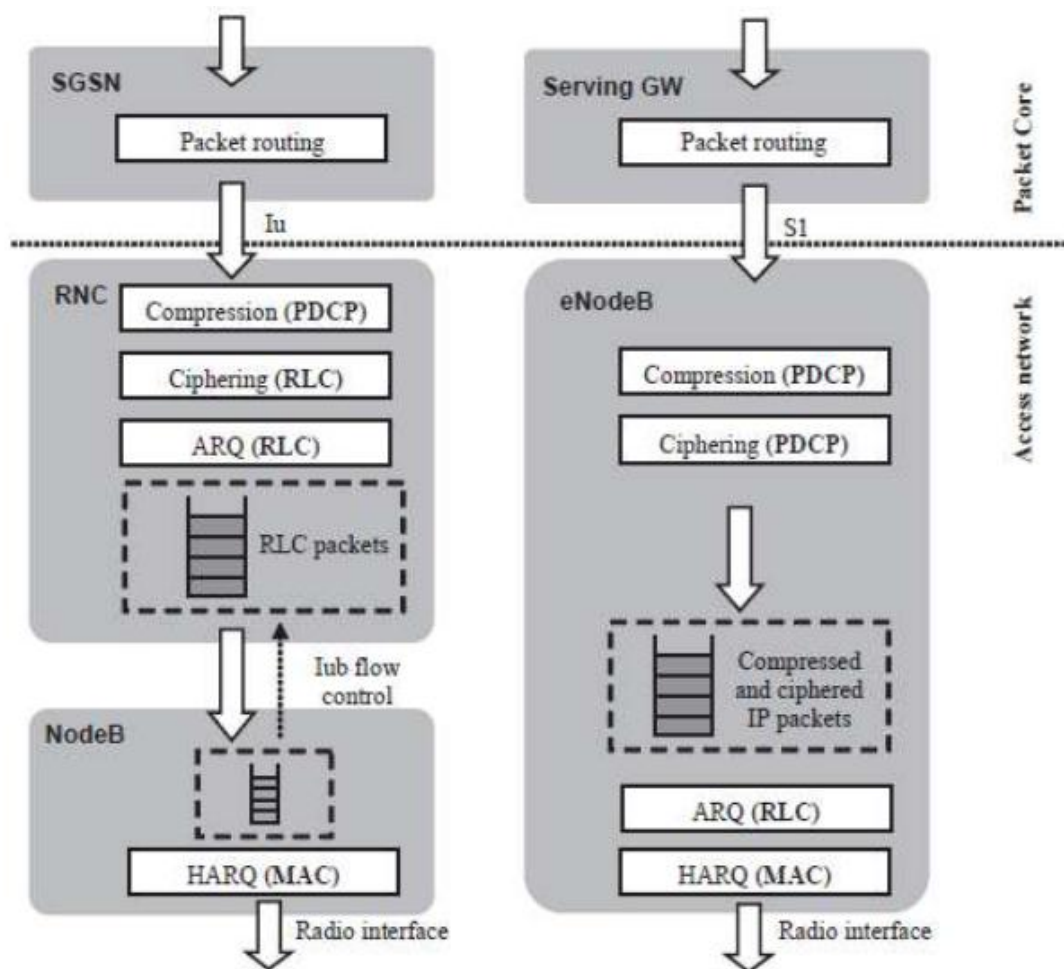 SGSN
Packet routing
Iu
RNC
Compression (PDCP)
Ciphering (RLC)
ARQ (RLC)
RLC packets
Iub flow
control
NodeB
HARQ (MAC)
Radio interface
Serving GW
Packet routing
S1
eNodeB
Compression (PDCP)
Ciphering (PDCP)
Compressed
and ciphered
IP packets
ARQ (RLC)
HARQ (MAC)
Radio interface
Packet Core
Access network